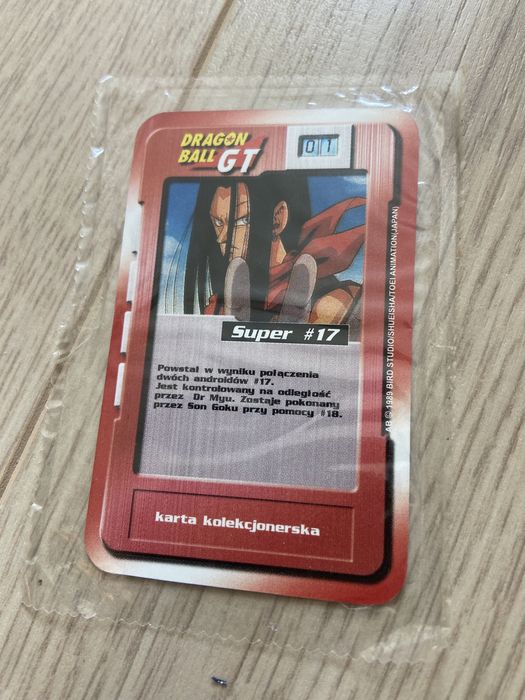 DRAGON
BALL GT
01
Super #17
Powstał w wyniku połączenia
dwóch androidów #17.
Jest kontrolowany na odległość
przez Dr Myu. Zostaje pokonany
przez Son Goku przy pomocy #18.
karta kolekcjonerska
AB © 1989 BIRD STUDIO/SHUEISHA/TOEI ANIMATION(JAPAN)